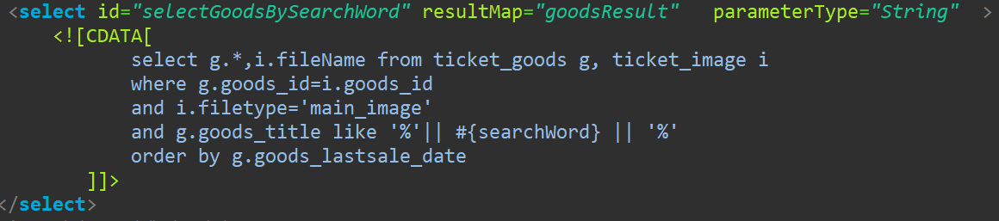 <select id="selectGoodsBySearchWord" resultMap="goodsResult"   parameterType="String"  >
<![CDATA[
select g.*,i.fileName from ticket_goods g, ticket_image i
where g.goods_id=i.goods_id
and i.filetype='main_image'
and g.goods_title like '%'|| #{searchWord} || '%'
order by g.goods_lastsale_date
]]>
</select>